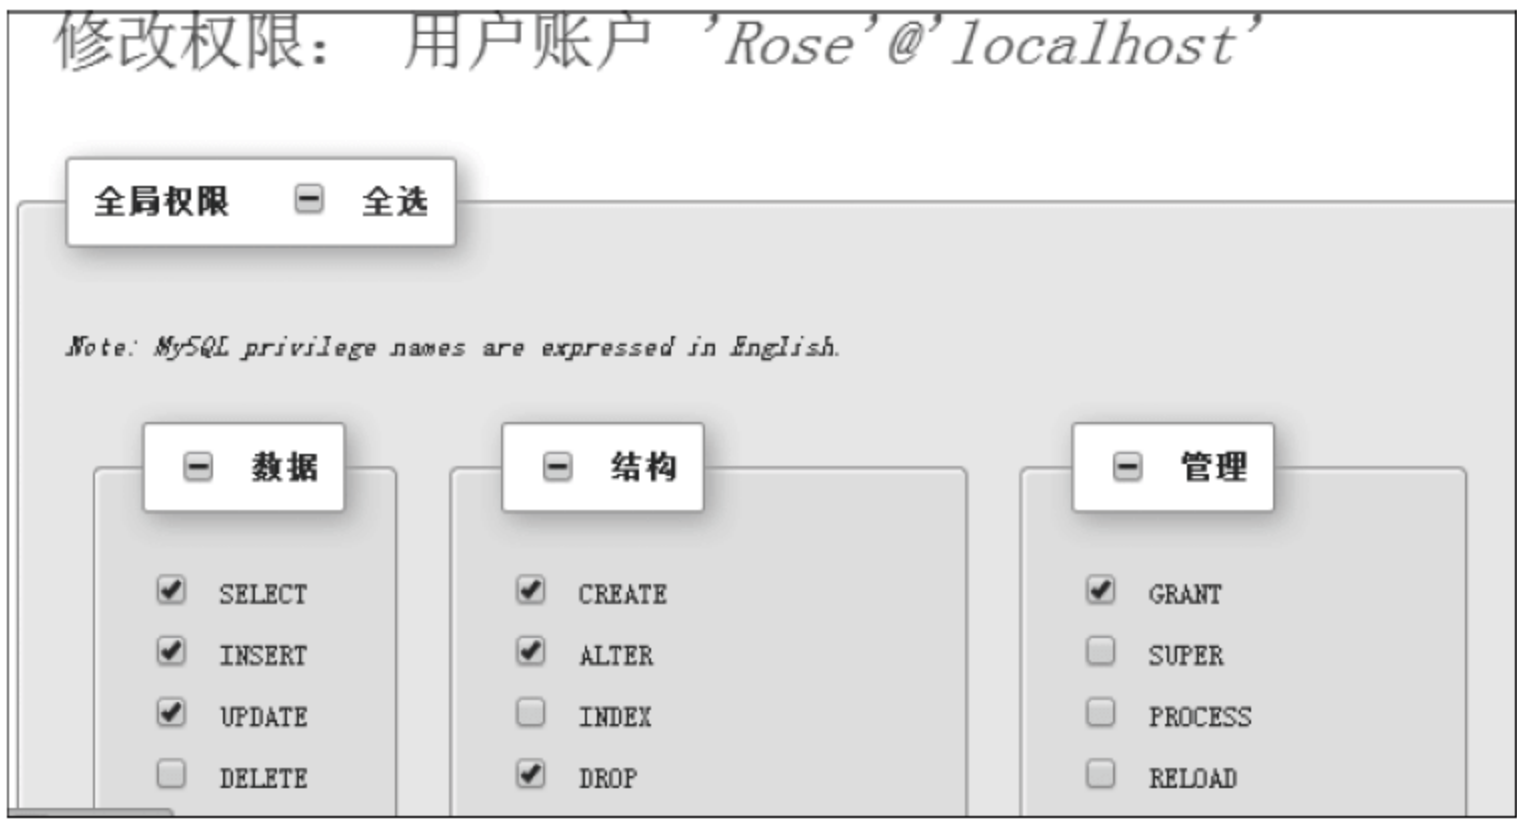 修改权限： 用户账户 'Rose'@'localhost'
全局权限 全选
Note: MySQL privilege names are expressed in English.
数据
SELECT
INSERT
UPDATE
DELETE
结构
CREATE
ALTER
INDEX
DROP
管理
GRANT
SUPER
PROCESS
RELOAD